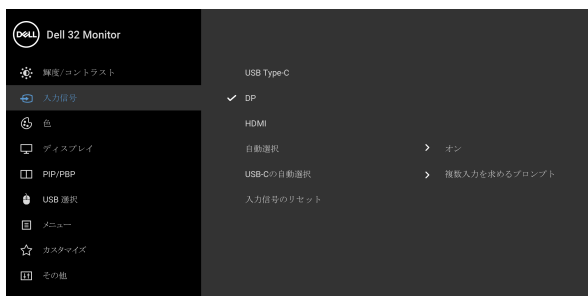 DELL Dell 32 Monitor
輝度/コントラスト
USB Type-C
入力信号
DP
色
HDMI
ディスプレイ
自動選択 オン
PIP/PBP
USB-Cの自動選択 複数入力を求めるプロンプト
USB 選択
入力信号のリセット
メニュー
カスタマイズ
その他